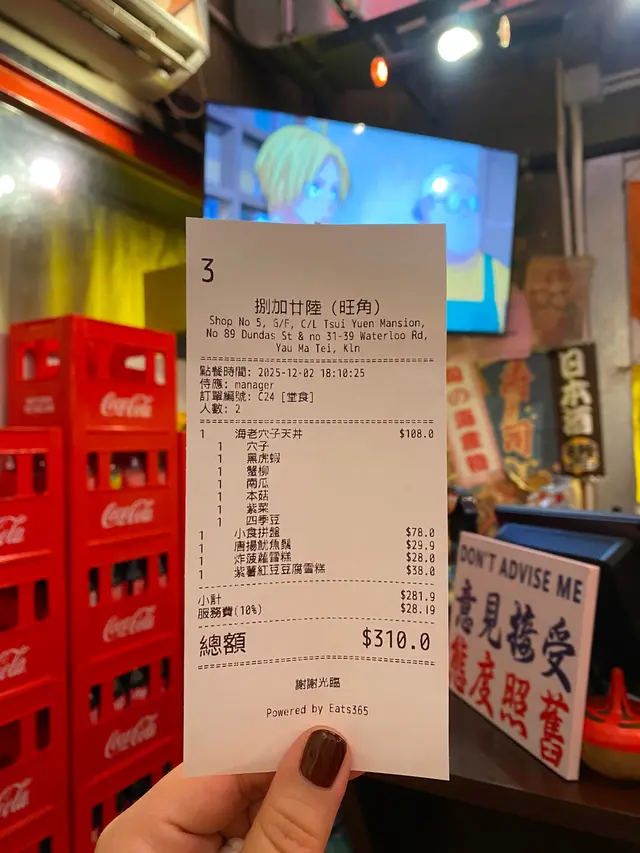 3
捌加廿陸 (旺角)
Shop No 5, G/F, C/L Tsui Yuen Mansion,
No 89 Dundas St & no 31-39 Waterloo Rd,
Yau Ma Tei, Kln
點餐時間: 2025-12-02 18:10:25
侍應: manager
訂單編號: C24 [堂食]
人數: 2
1 海老穴子天丼 $108.0
1 穴子
1 黑虎蝦
1 蟹柳
1 南瓜
1 本菇
1 紫菜
1 四季豆
1 小食拼盤 $78.0
1 唐揚魷魚鬚 $29.9
1 炸菠蘿雪糕 $28.0
1 紫薯紅豆豆腐雪糕 $38.0
小計 $281.9
服務費(10%) $28.19
總額 $310.0
謝謝光臨
Powered by Eats365
Coca-Cola
Coca-Cola
Coca-Cola
Coca-Cola
Coca-Cola
日本酒
DON'T ADVISE ME
意見接受
態度照舊